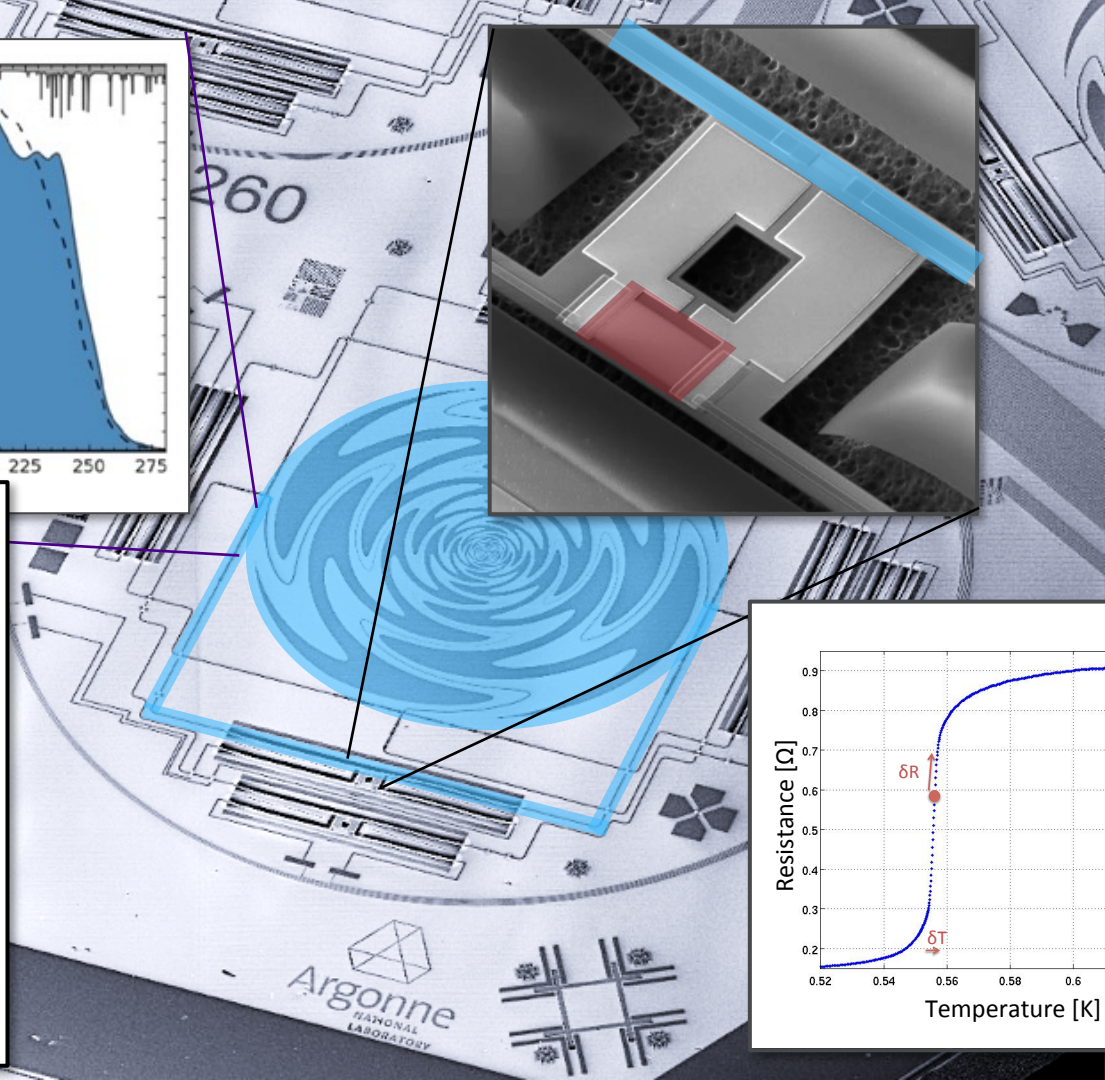 260
225 250 275
Argonne
NATIONAL
LABORATORY
Resistance [Ω]
0.9
0.8
0.7
0.6
0.5
0.4
0.3
0.2
δR
δT
0.52 0.54 0.56 0.58 0.6
Temperature [K]